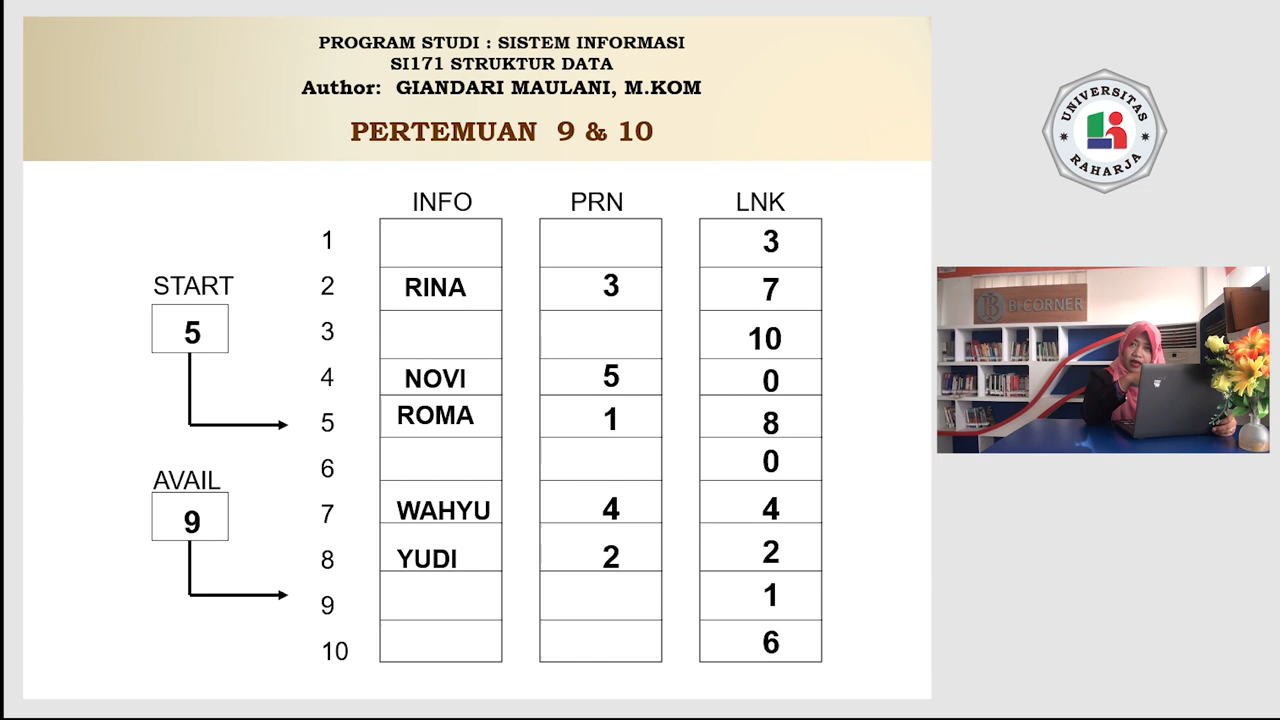 PROGRAM STUDI : SISTEM INFORMASI
SI171 STRUKTUR DATA
Author: GIANDARI MAULANI, M.KOM
PERTEMUAN 9 & 10
UNIVERSITAS
RAHARJA
INFO PRN LNK
1 3
START
5
2 RINA 3 7
3 10
4 NOVI 5 0
5 ROMA 1 8
6 0
AVAIL
9
7 WAHYU 4 4
8 YUDI 2 2
9 1
10 6
BI CORNER